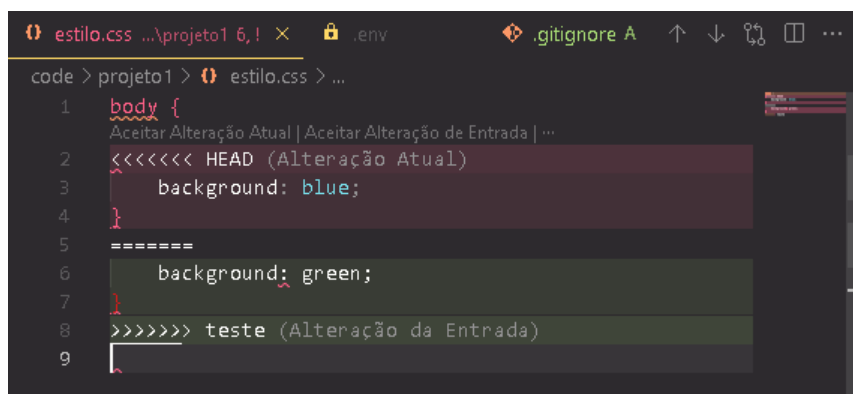 estilo.css ...\projeto1 6, ! .env .gitignore A
code > projeto1 > estilo.css > ...
1 body {
Aceitar Alteração Atual | Aceitar Alteração de Entrada | ...
2 <<<<<<< HEAD (Alteração Atual)
3 background: blue;
4 }
5 =======
6 background: green;
7 }
8 >>>>>>> teste (Alteração da Entrada)
9